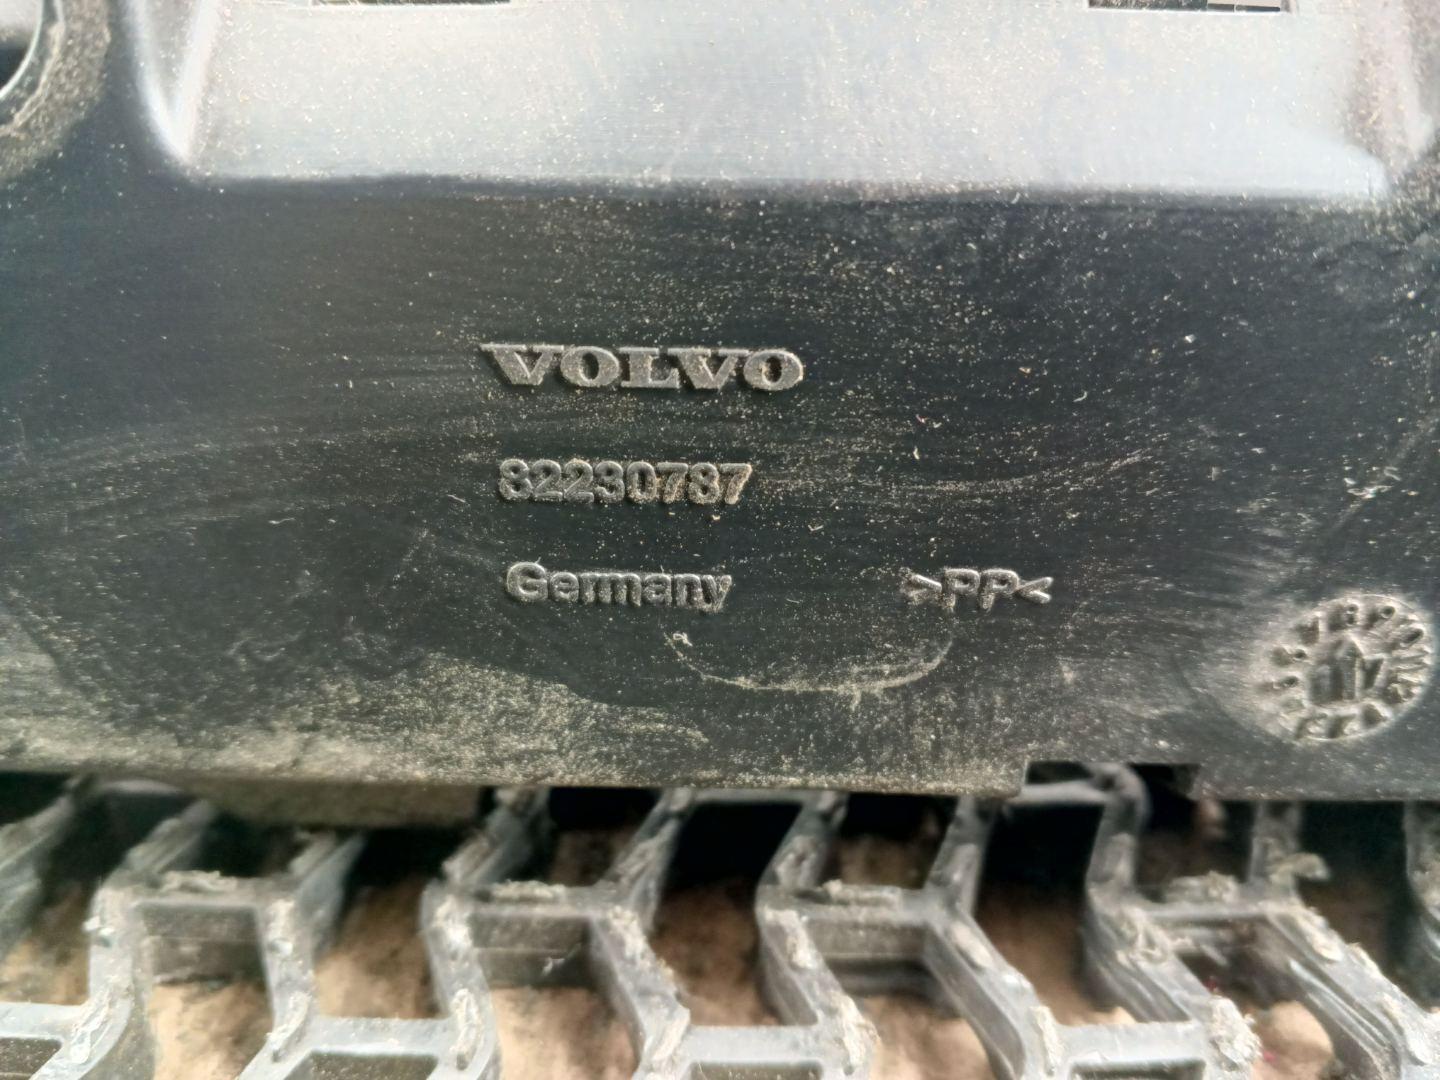 VOLVO
82230787
Germany >PP<